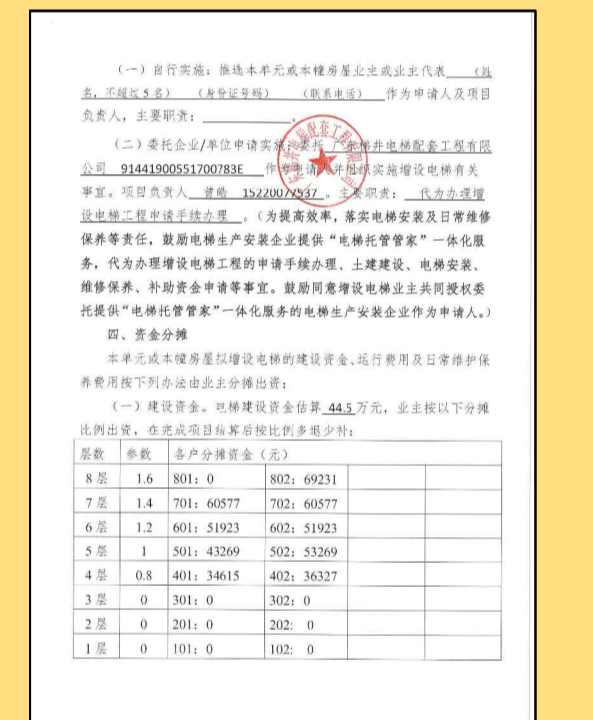 （一）自行实施：推选本单元或本幢房屋业主或业主代表 （姓
名，不超过5名） （身份证号码） （联系电话） 作为申请人及项目
负责人，主要职责： 。
（二）委托企业/单位申请实施：委托 广东梯井电梯配套工程有限
公司 91441900551700783E 作为申请人并组织实施增设电梯有关
事宜。项目负责人 曾皓 15220077537 。主要职责： 代为办理增
设电梯工程申请手续办理 。（为提高效率，落实电梯安装及日常维修
保养等责任，鼓励电梯生产安装企业提供“电梯托管管家”一体化服
务，代为办理增设电梯工程的申请手续办理、土建建设、电梯安装、
维修保养、补助资金申请等事宜。鼓励同意增设电梯业主共同授权委
托提供“电梯托管管家”一体化服务的电梯生产安装企业作为申请人。）
四、资金分摊
本单元或本幢房屋拟增设电梯的建设资金、运行费用及日常维护保
养费用按下列办法由业主分摊出资：
（一）建设资金。电梯建设资金估算 44.5 万元，业主按以下分摊
比例出资，在完成项目结算后按比例多退少补：
层数 参数 各户分摊资金（元）
8层 1.6 801：0 802：69231
7层 1.4 701：60577 702：60577
6层 1.2 601：51923 602：51923
5层 1 501：43269 502：53269
4层 0.8 401：34615 402：36327
3层 0 301：0 302：0
2层 0 201：0 202： 0
1层 0 101：0 102： 0